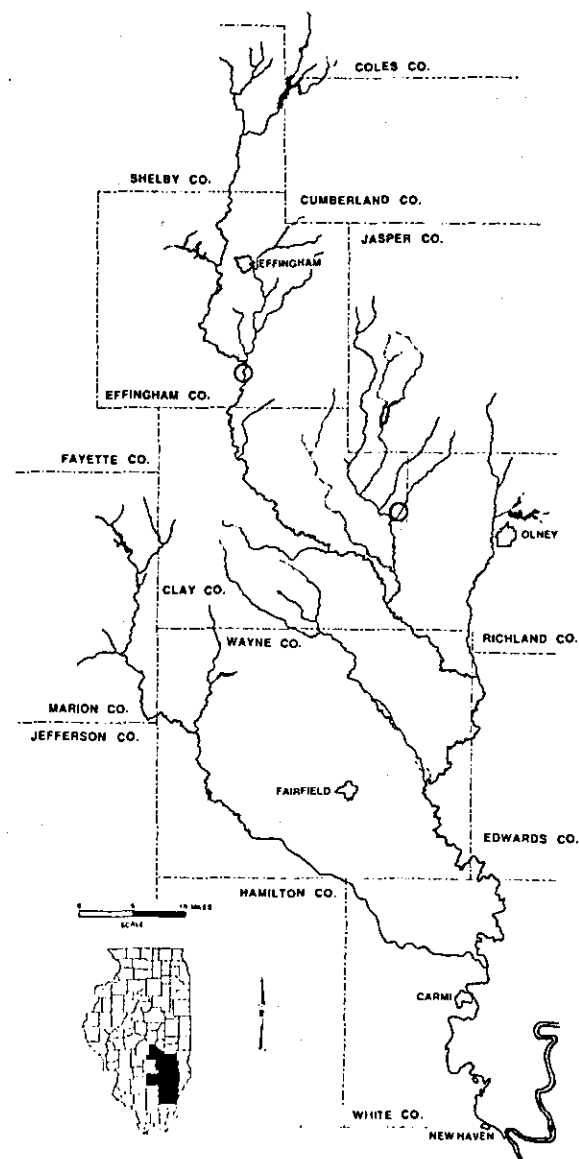 COLES CO.
SHELBY CO.
CUMBERLAND CO.
JASPER CO.
EFFINGHAM
EFFINGHAM CO.
FAYETTE CO.
OLNEY
CLAY CO.
WAYNE CO.
RICHLAND CO.
MARION CO.
JEFFERSON CO.
FAIRFIELD
EDWARDS CO.
HAMILTON CO.
MILES
SCALE
CARMI
WHITE CO.
NEW HAVEN